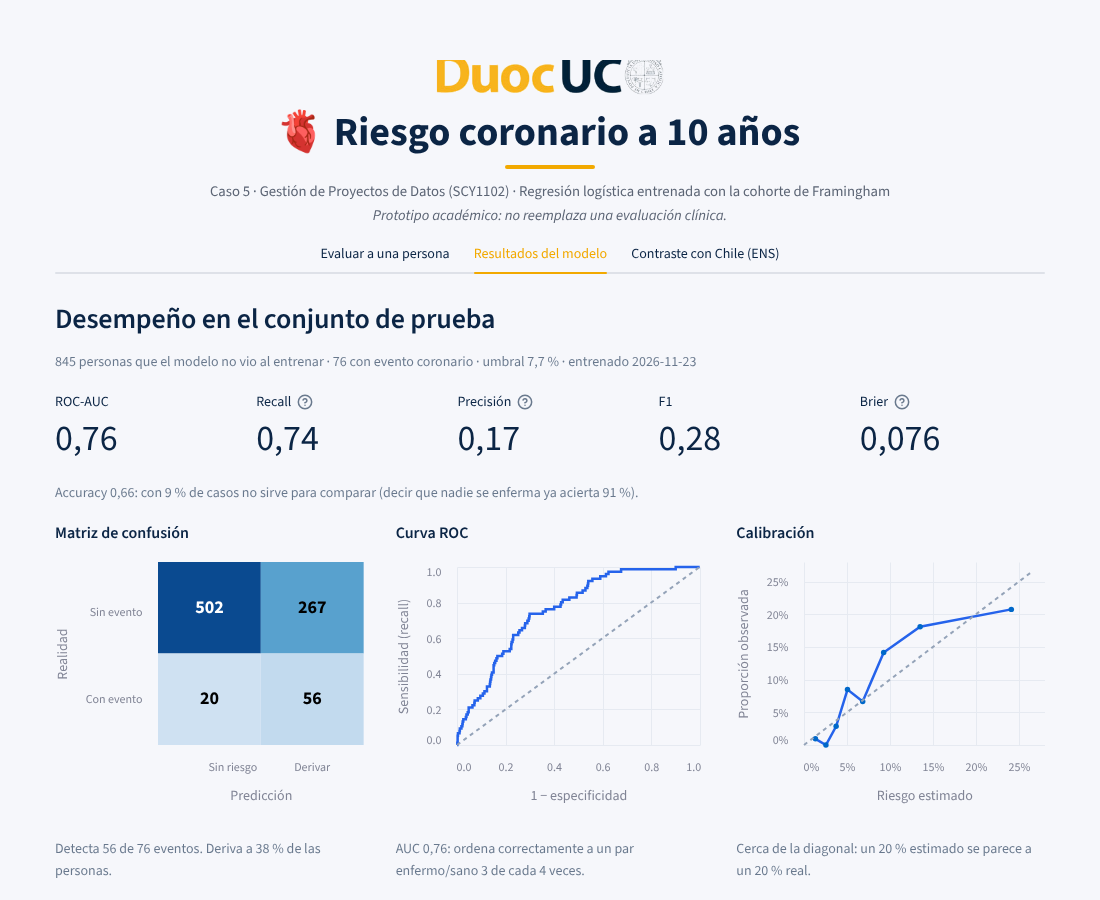 Duoc UC
Riesgo coronario a 10 años
Caso 5 · Gestión de Proyectos de Datos (SCY1102) · Regresión logística entrenada con la cohorte de Framingham
Prototipo académico: no reemplaza una evaluación clínica.
Evaluar a una persona Resultados del modelo Contraste con Chile (ENS)
Desempeño en el conjunto de prueba
845 personas que el modelo no vio al entrenar · 76 con evento coronario · umbral 7,7 % · entrenado 2026-11-23
ROC-AUC Recall ? Precisión ? F1 Brier ?
0,76 0,74 0,17 0,28 0,076
Accuracy 0,66: con 9 % de casos no sirve para comparar (decir que nadie se enferma ya acierta 91 %).
Matriz de confusión
Realidad
Sin evento 502 267
Con evento 20 56
Sin riesgo Derivar
Predicción
Detecta 56 de 76 eventos. Deriva a 38 % de las
personas.
Curva ROC
Sensibilidad (recall)
1.0
0.8
0.6
0.4
0.2
0.0
0.0 0.2 0.4 0.6 0.8 1.0
1 − especificidad
AUC 0,76: ordena correctamente a un par
enfermo/sano 3 de cada 4 veces.
Calibración
Proporción observada
25%
20%
15%
10%
5%
0%
0% 5% 10% 15% 20% 25%
Riesgo estimado
Cerca de la diagonal: un 20 % estimado se parece a
un 20 % real.